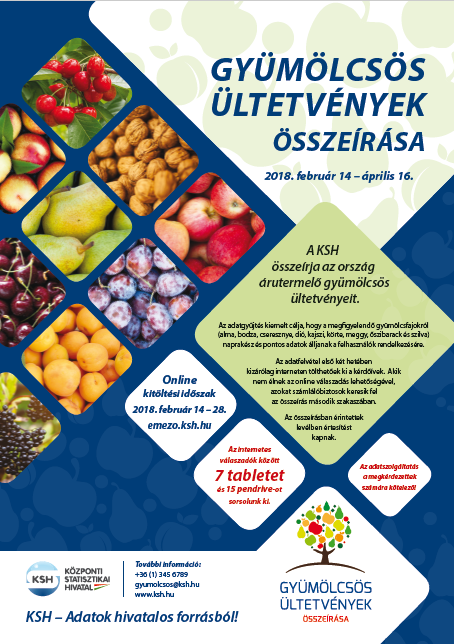 GYÜMÖLCSÖS
ÜLTETVÉNYEK
ÖSSZEÍRÁSA
2018. február 14 – április 16.
A KSH
összeírja az ország
árutermelő gyümölcsös
ültetvényeit.
Az adatgyűjtés kiemelt célja, hogy a megfigyelendő gyümölcsfajokról
(alma, bodza, cseresznye, dió, kajszi, körte, meggy, őszibarack és szilva)
naprakész és pontos adatok álljanak a felhasználók rendelkezésére.
Az adatfelvétel első két hetében
kizárólag interneten tölthetőek ki a kérdőívek. Akik
nem élnek az online válaszadás lehetőségével,
azokat számlálóbiztosok keresik fel
az összeírás második szakaszában.
Az összeírásban érintettek
levélben értesítést
kapnak.
Online
kitöltési időszak
2018. február 14 – 28.
emezo.ksh.hu
Az internetes
válaszadók között
7 tabletet
és 15 pendrive-ot
sorsolunk ki.
Az adatszolgáltatás
a megkérdezettek
számára kötelező!
GYÜMÖLCSÖS
ÜLTETVÉNYEK
ÖSSZEÍRÁSA
KSH
KÖZPONTI
STATISZTIKAI
HIVATAL
További információ:
+36 (1) 345 6789
gyumolcsos@ksh.hu
www.ksh.hu
KSH – Adatok hivatalos forrásból!